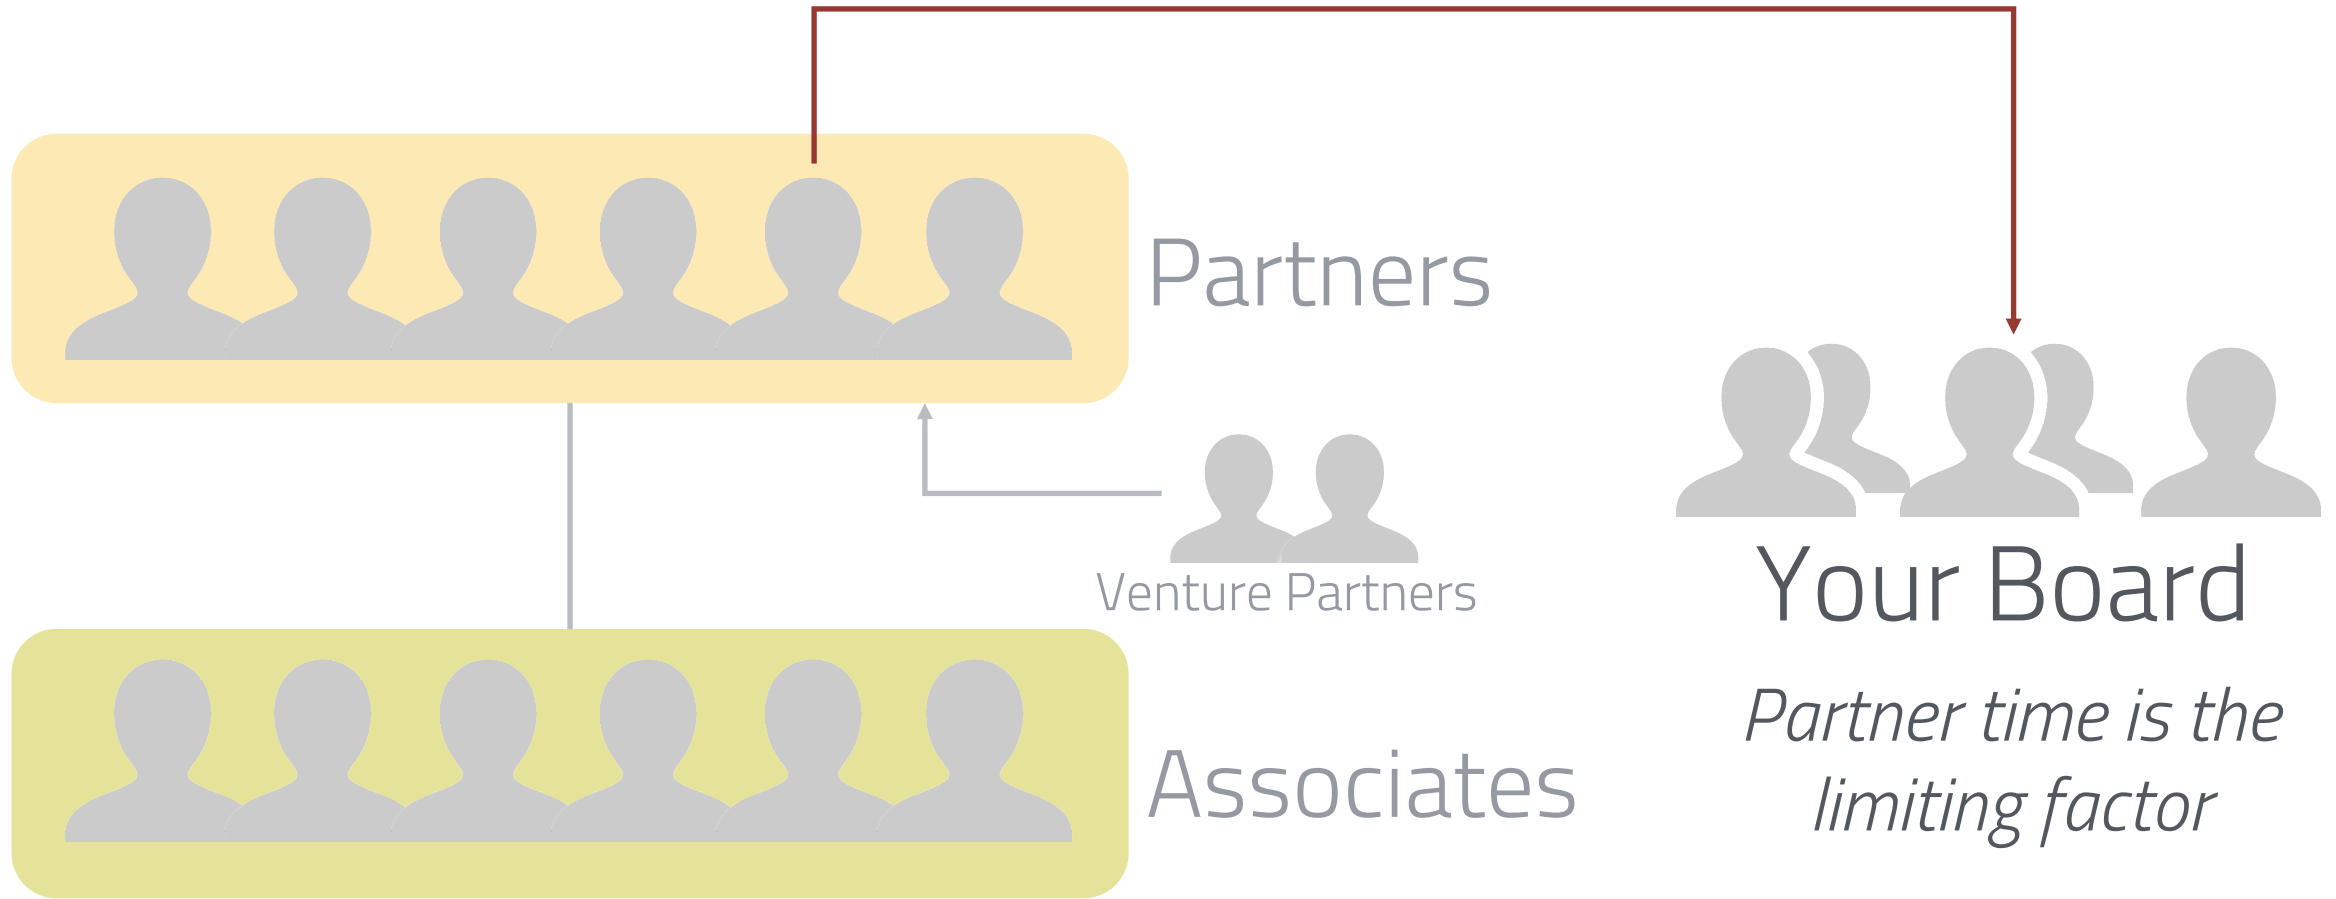 Partners
Venture Partners
Your Board
Partner time is the
limiting factor
Associates